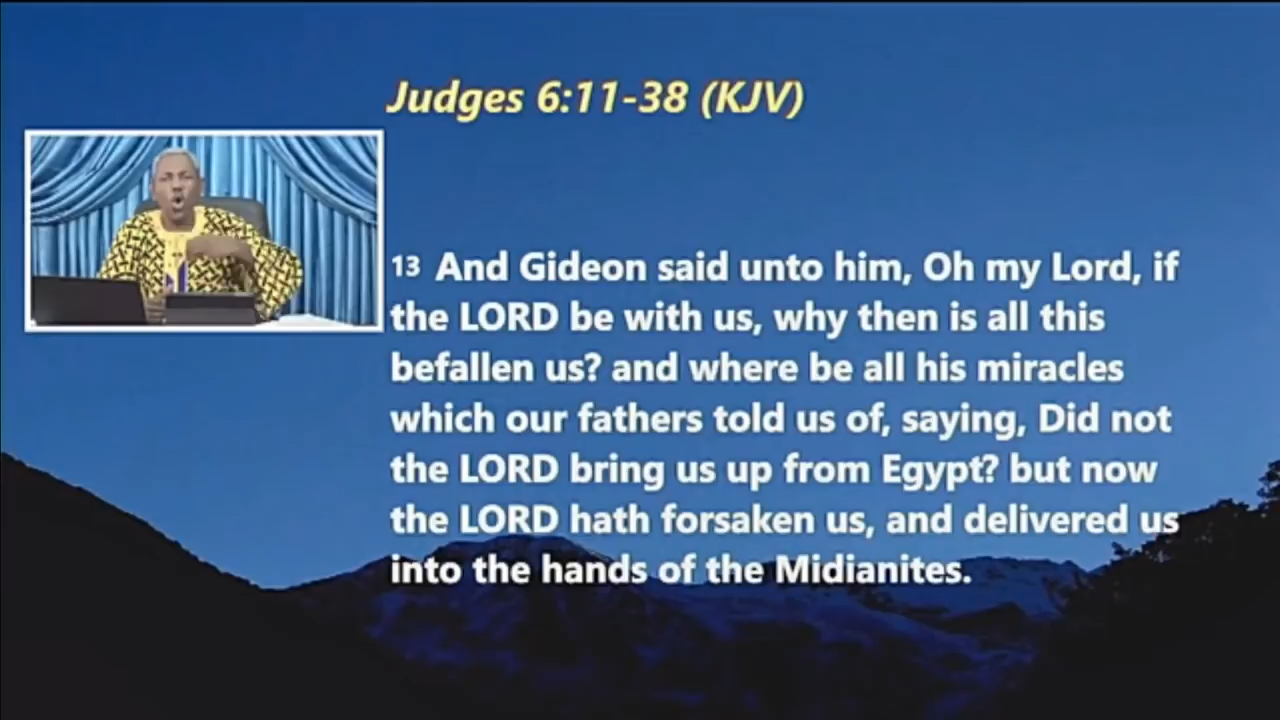 Judges 6:11-38 (KJV)
13 And Gideon said unto him, Oh my Lord, if
the LORD be with us, why then is all this
befallen us? and where be all his miracles
which our fathers told us of, saying, Did not
the LORD bring us up from Egypt? but now
the LORD hath forsaken us, and delivered us
into the hands of the Midianites.